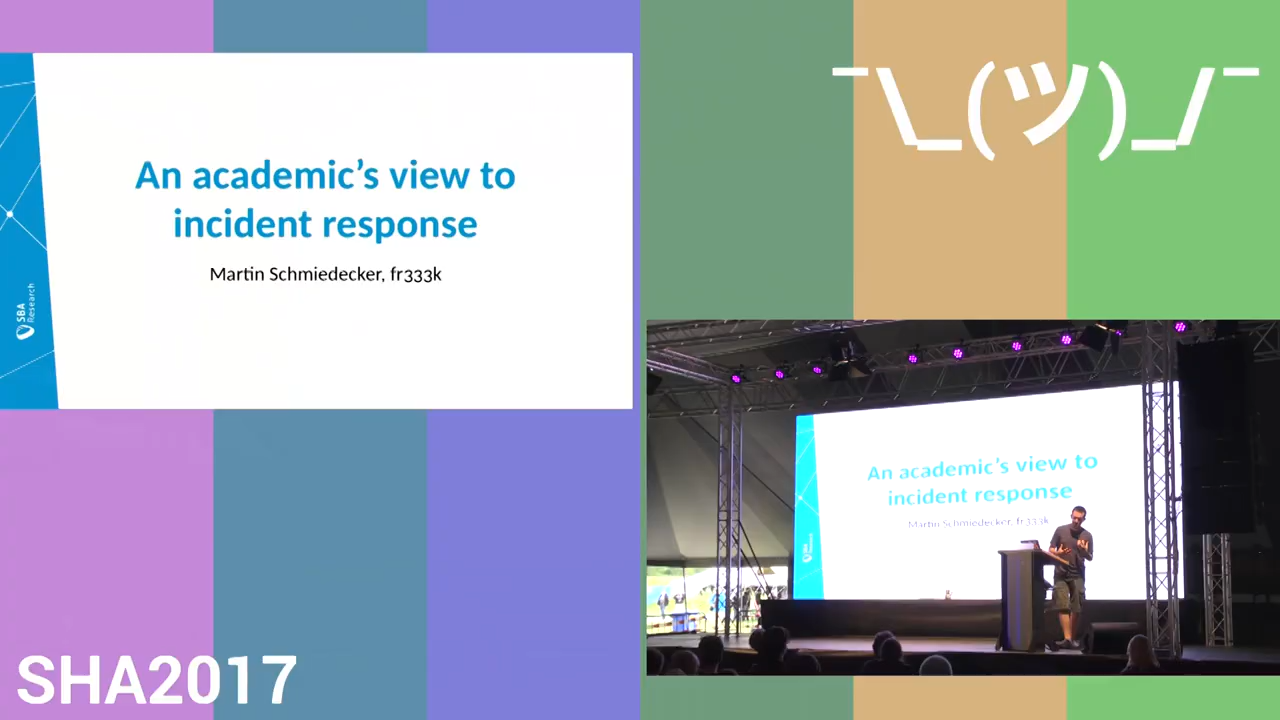 An academic’s view to
incident response
Martin Schmiedecker, fr333k
SBA
Research
¯\_(ツ)_/¯
An academic’s view to
incident response
Martin Schmiedecker, fr333k
SHA2017